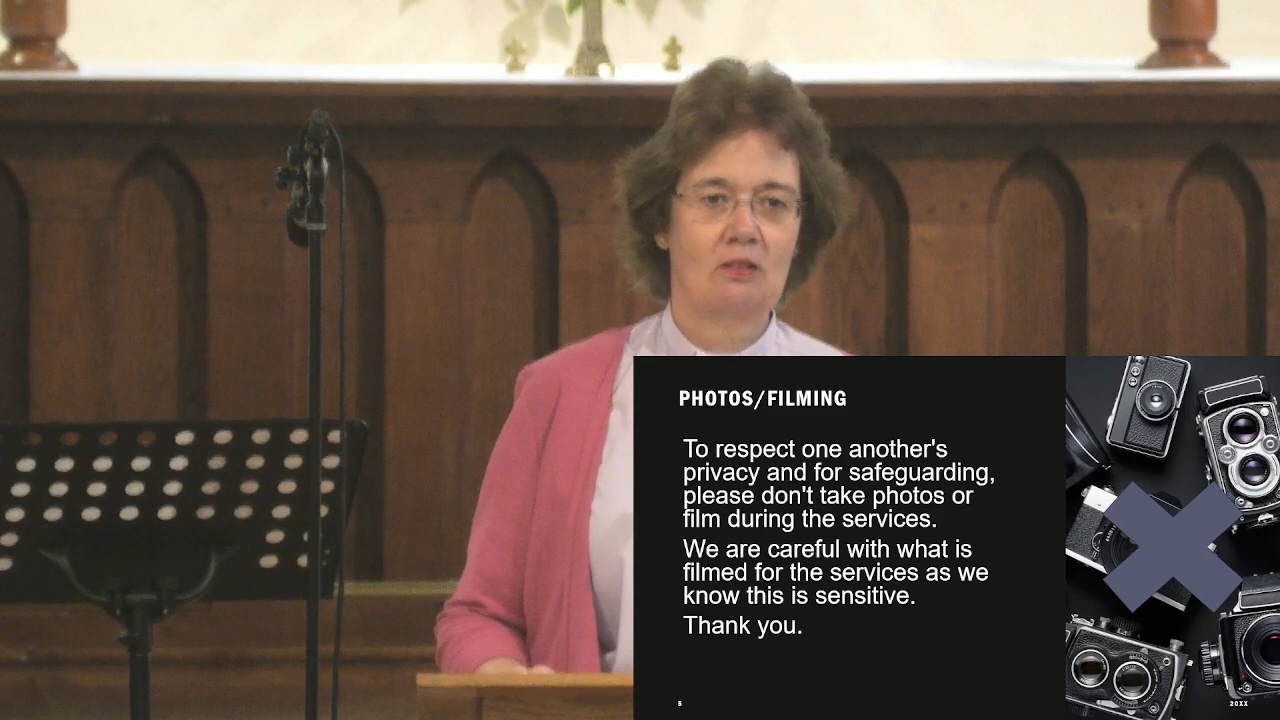 PHOTOS/FILMING
To respect one another's
privacy and for safeguarding,
please don't take photos or
film during the services.
We are careful with what is
filmed for the services as we
know this is sensitive.
Thank you.
5
20XX